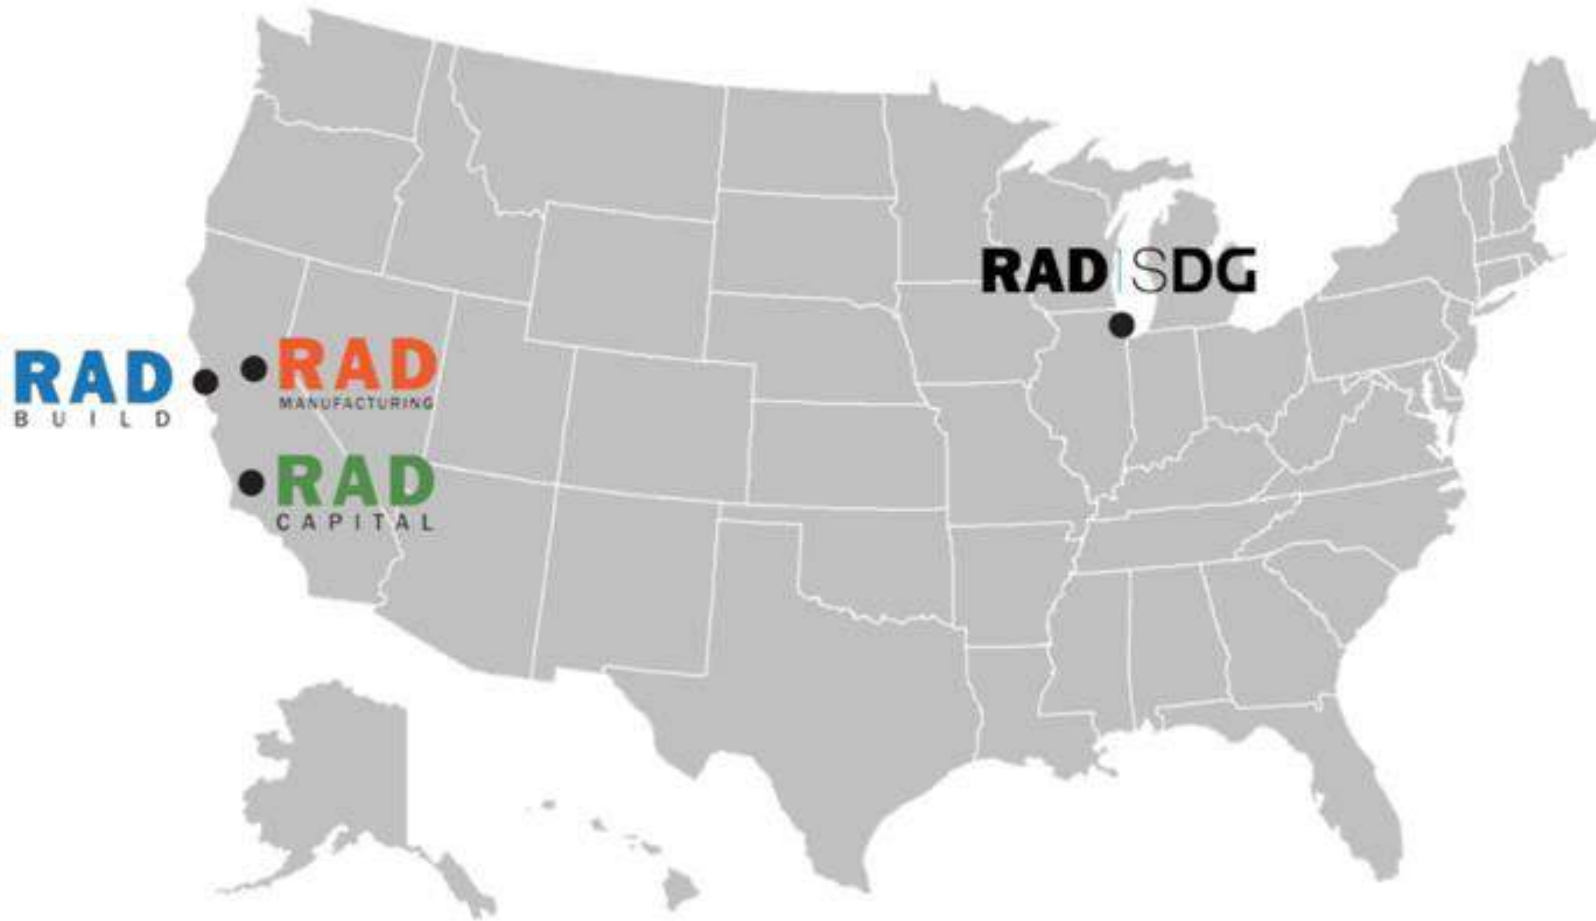 RAD|SDG
RAD
BUILD
RAD
MANUFACTURING
RAD
CAPITAL